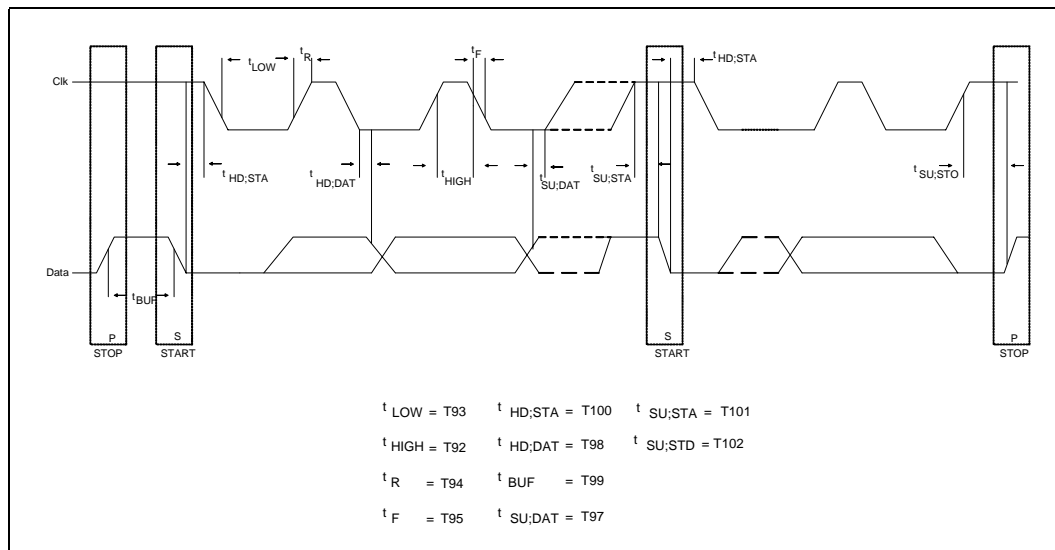 t R
t F
t HD;STA
t LOW
Clk
t HD;STA
t HD;DAT
t HIGH
t SU;DAT
t SU;STA
t SU;STO
Data
t BUF
P
S
S
P
STOP
START
START
STOP
t LOW = T93 t HD;STA = T100 t SU;STA = T101
t HIGH = T92 t HD;DAT = T98 t SU;STD = T102
t R = T94 t BUF = T99
t F = T95 t SU;DAT = T97